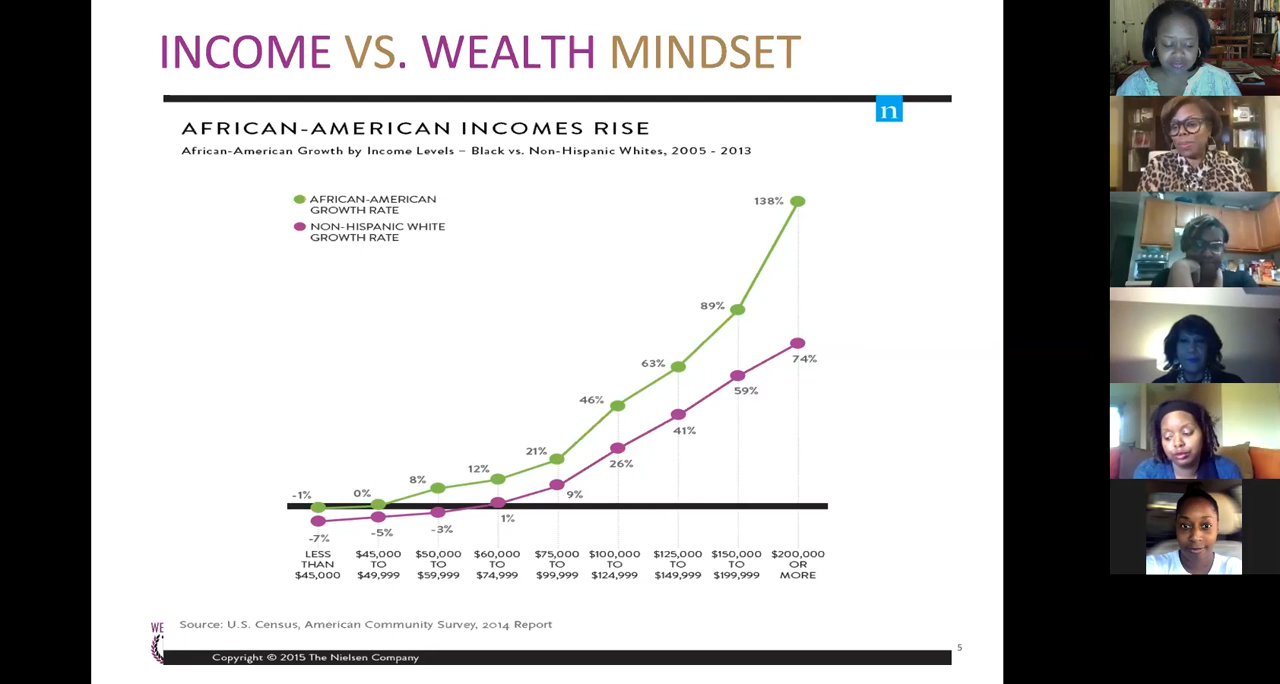 INCOME VS. WEALTH MINDSET
n
AFRICAN-AMERICAN INCOMES RISE
African-American Growth by Income Levels – Black vs. Non-Hispanic Whites, 2005 - 2013
AFRICAN-AMERICAN
GROWTH RATE
NON-HISPANIC WHITE
GROWTH RATE
138%
89%
74%
63%
59%
46%
41%
21%
26%
12%
8%
9%
-1%
0%
1%
-3%
-5%
-7%
LESS
THAN
$45,000
$45,000
TO
$49,999
$50,000
TO
$59,999
$60,000
TO
$74,999
$75,000
TO
$99,999
$100,000
TO
$124,999
$125,000
TO
$149,999
$150,000
TO
$199,999
$200,000
OR
MORE
WE
Source: U.S. Census, American Community Survey, 2014 Report
5
Copyright © 2015 The Nielsen Company